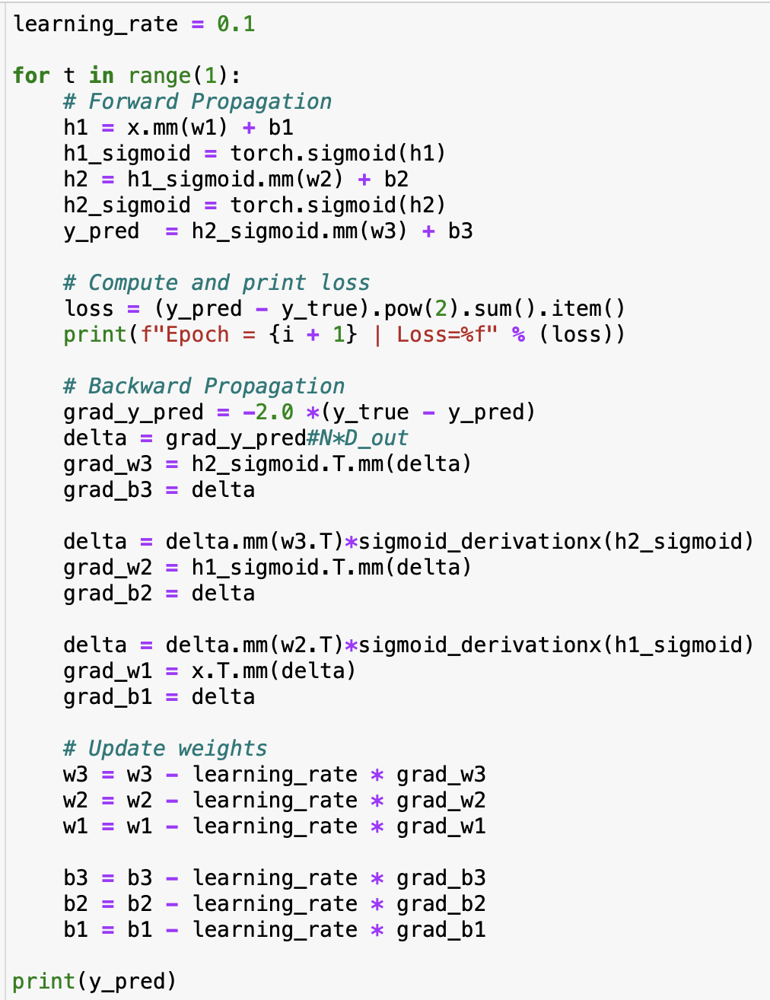 learning_rate = 0.1

for t in range(1):
    # Forward Propagation
    h1 = x.mm(w1) + b1
    h1_sigmoid = torch.sigmoid(h1)
    h2 = h1_sigmoid.mm(w2) + b2
    h2_sigmoid = torch.sigmoid(h2)
    y_pred  = h2_sigmoid.mm(w3) + b3

    # Compute and print loss
    loss = (y_pred - y_true).pow(2).sum().item()
    print(f"Epoch = {i + 1} | Loss=%f" % (loss))

    # Backward Propagation
    grad_y_pred = -2.0 *(y_true - y_pred)
    delta = grad_y_pred#N*D_out
    grad_w3 = h2_sigmoid.T.mm(delta)
    grad_b3 = delta

    delta = delta.mm(w3.T)*sigmoid_derivationx(h2_sigmoid)
    grad_w2 = h1_sigmoid.T.mm(delta)
    grad_b2 = delta

    delta = delta.mm(w2.T)*sigmoid_derivationx(h1_sigmoid)
    grad_w1 = x.T.mm(delta)
    grad_b1 = delta

    # Update weights
    w3 = w3 - learning_rate * grad_w3
    w2 = w2 - learning_rate * grad_w2
    w1 = w1 - learning_rate * grad_w1

    b3 = b3 - learning_rate * grad_b3
    b2 = b2 - learning_rate * grad_b2
    b1 = b1 - learning_rate * grad_b1

print(y_pred)